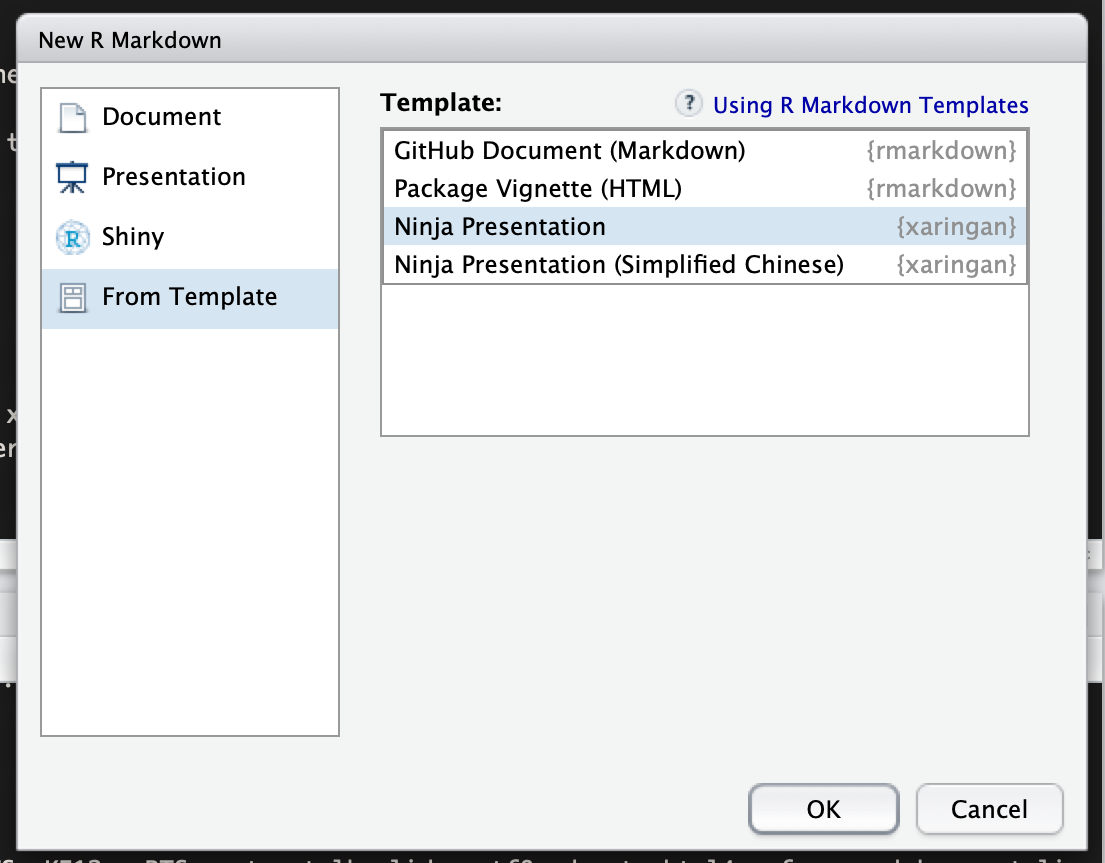 New R Markdown
Document
Presentation
Shiny
From Template
Template:
? Using R Markdown Templates
GitHub Document (Markdown) {rmarkdown}
Package Vignette (HTML) {rmarkdown}
Ninja Presentation {xaringan}
Ninja Presentation (Simplified Chinese) {xaringan}
OK
Cancel